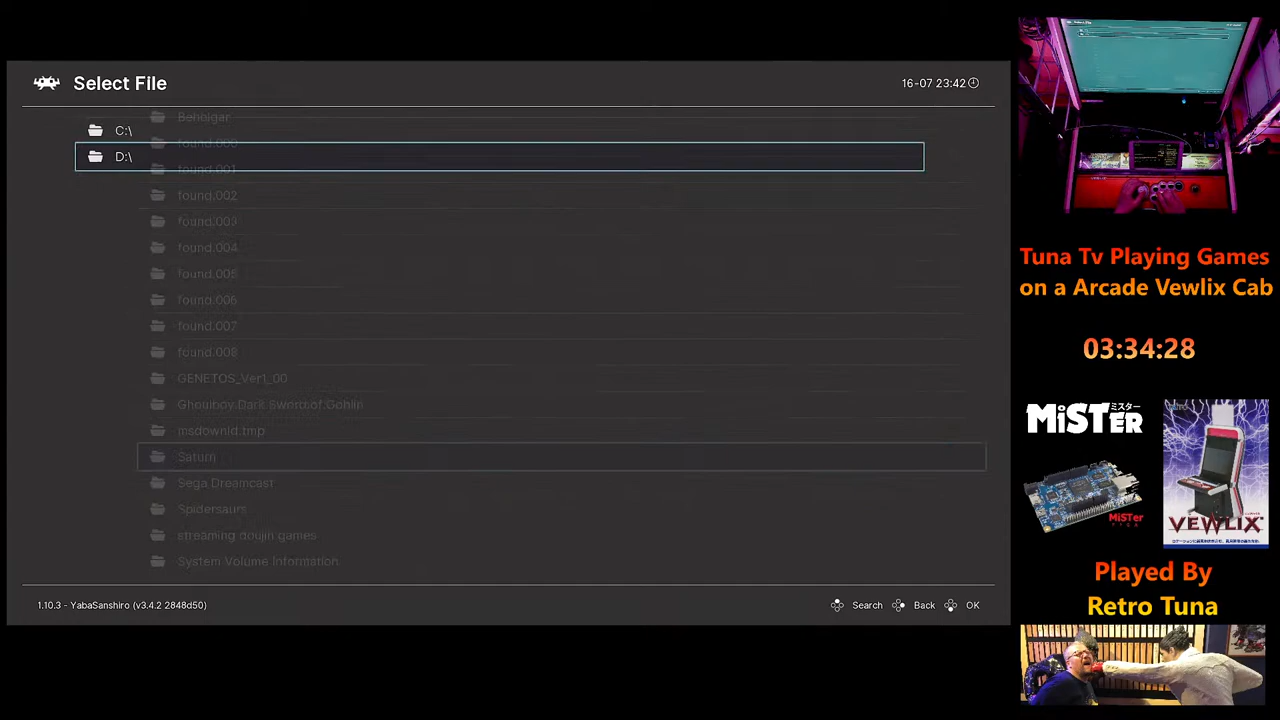 Select File
16-07 23:42
Beholgar
C:\
found.000
D:\
found.001
found.002
found.003
found.004
found.005
found.006
found.007
found.008
GENETOS_Ver1_00
Ghoulboy.Dark.Sword.of.Goblin
msdownld.tmp
Saturn
Sega Dreamcast
Spidersaurs
streaming doujin games
System Volume Information
1.10.3 - YabaSanshiro (v3.4.2 2848d50)
Search
Back
OK
Tuna Tv Playing Games
on a Arcade Vewlix Cab
03:34:28
MiSTer
ミスター
MiSTer
VEWLIX
Played By
Retro Tuna